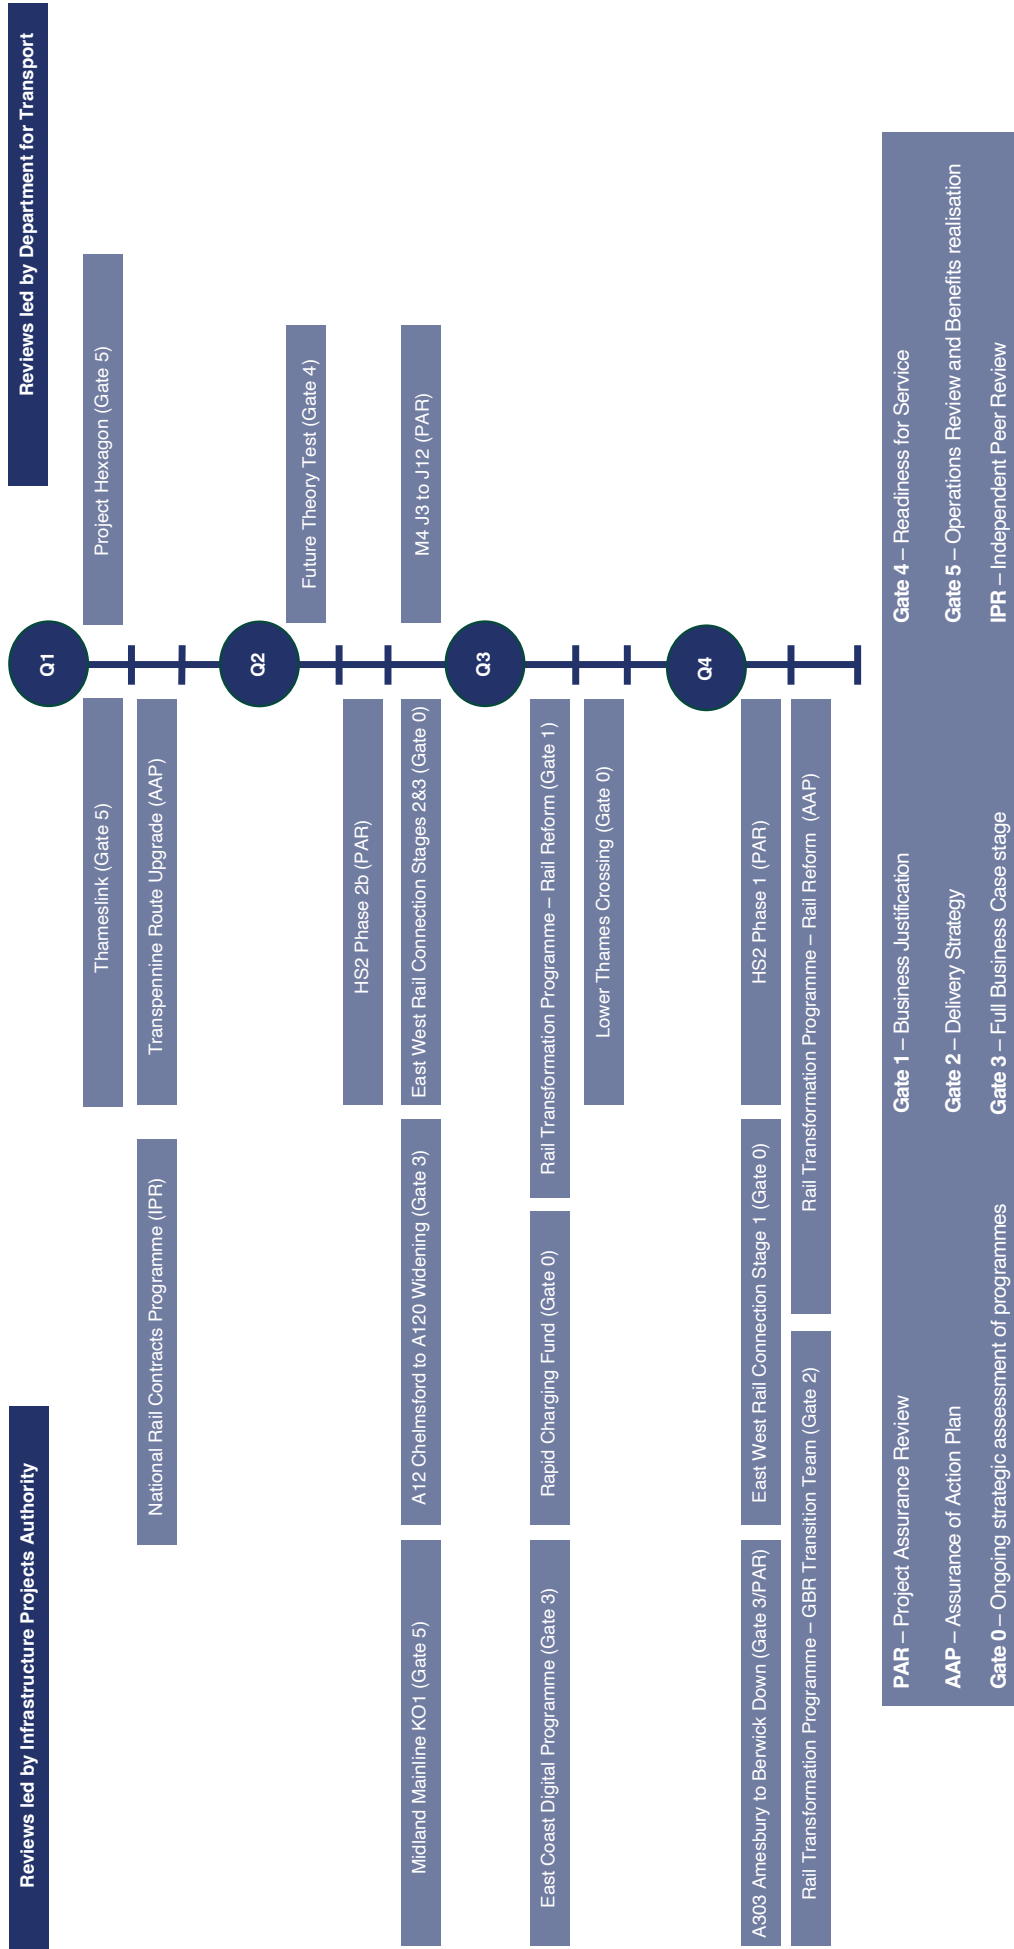 Reviews led by Infrastructure Projects Authority
Reviews led by Department for Transport
Q1
Thameslink (Gate 5)
Project Hexagon (Gate 5)
National Rail Contracts Programme (IPR)
Transpennine Route Upgrade (AAP)
Q2
Future Theory Test (Gate 4)
HS2 Phase 2b (PAR)
Midland Mainline KO1 (Gate 5)
A12 Chelmsford to A120 Widening (Gate 3)
East West Rail Connection Stages 2&3 (Gate 0)
M4 J3 to J12 (PAR)
Q3
East Coast Digital Programme (Gate 3)
Rapid Charging Fund (Gate 0)
Rail Transformation Programme – Rail Reform (Gate 1)
Lower Thames Crossing (Gate 0)
Q4
A303 Amesbury to Berwick Down (Gate 3/PAR)
East West Rail Connection Stage 1 (Gate 0)
HS2 Phase 1 (PAR)
Rail Transformation Programme – GBR Transition Team (Gate 2)
Rail Transformation Programme – Rail Reform (AAP)
PAR – Project Assurance Review
AAP – Assurance of Action Plan
Gate 0 – Ongoing strategic assessment of programmes
Gate 1 – Business Justification
Gate 2 – Delivery Strategy
Gate 3 – Full Business Case stage
Gate 4 – Readiness for Service
Gate 5 – Operations Review and Benefits realisation
IPR – Independent Peer Review